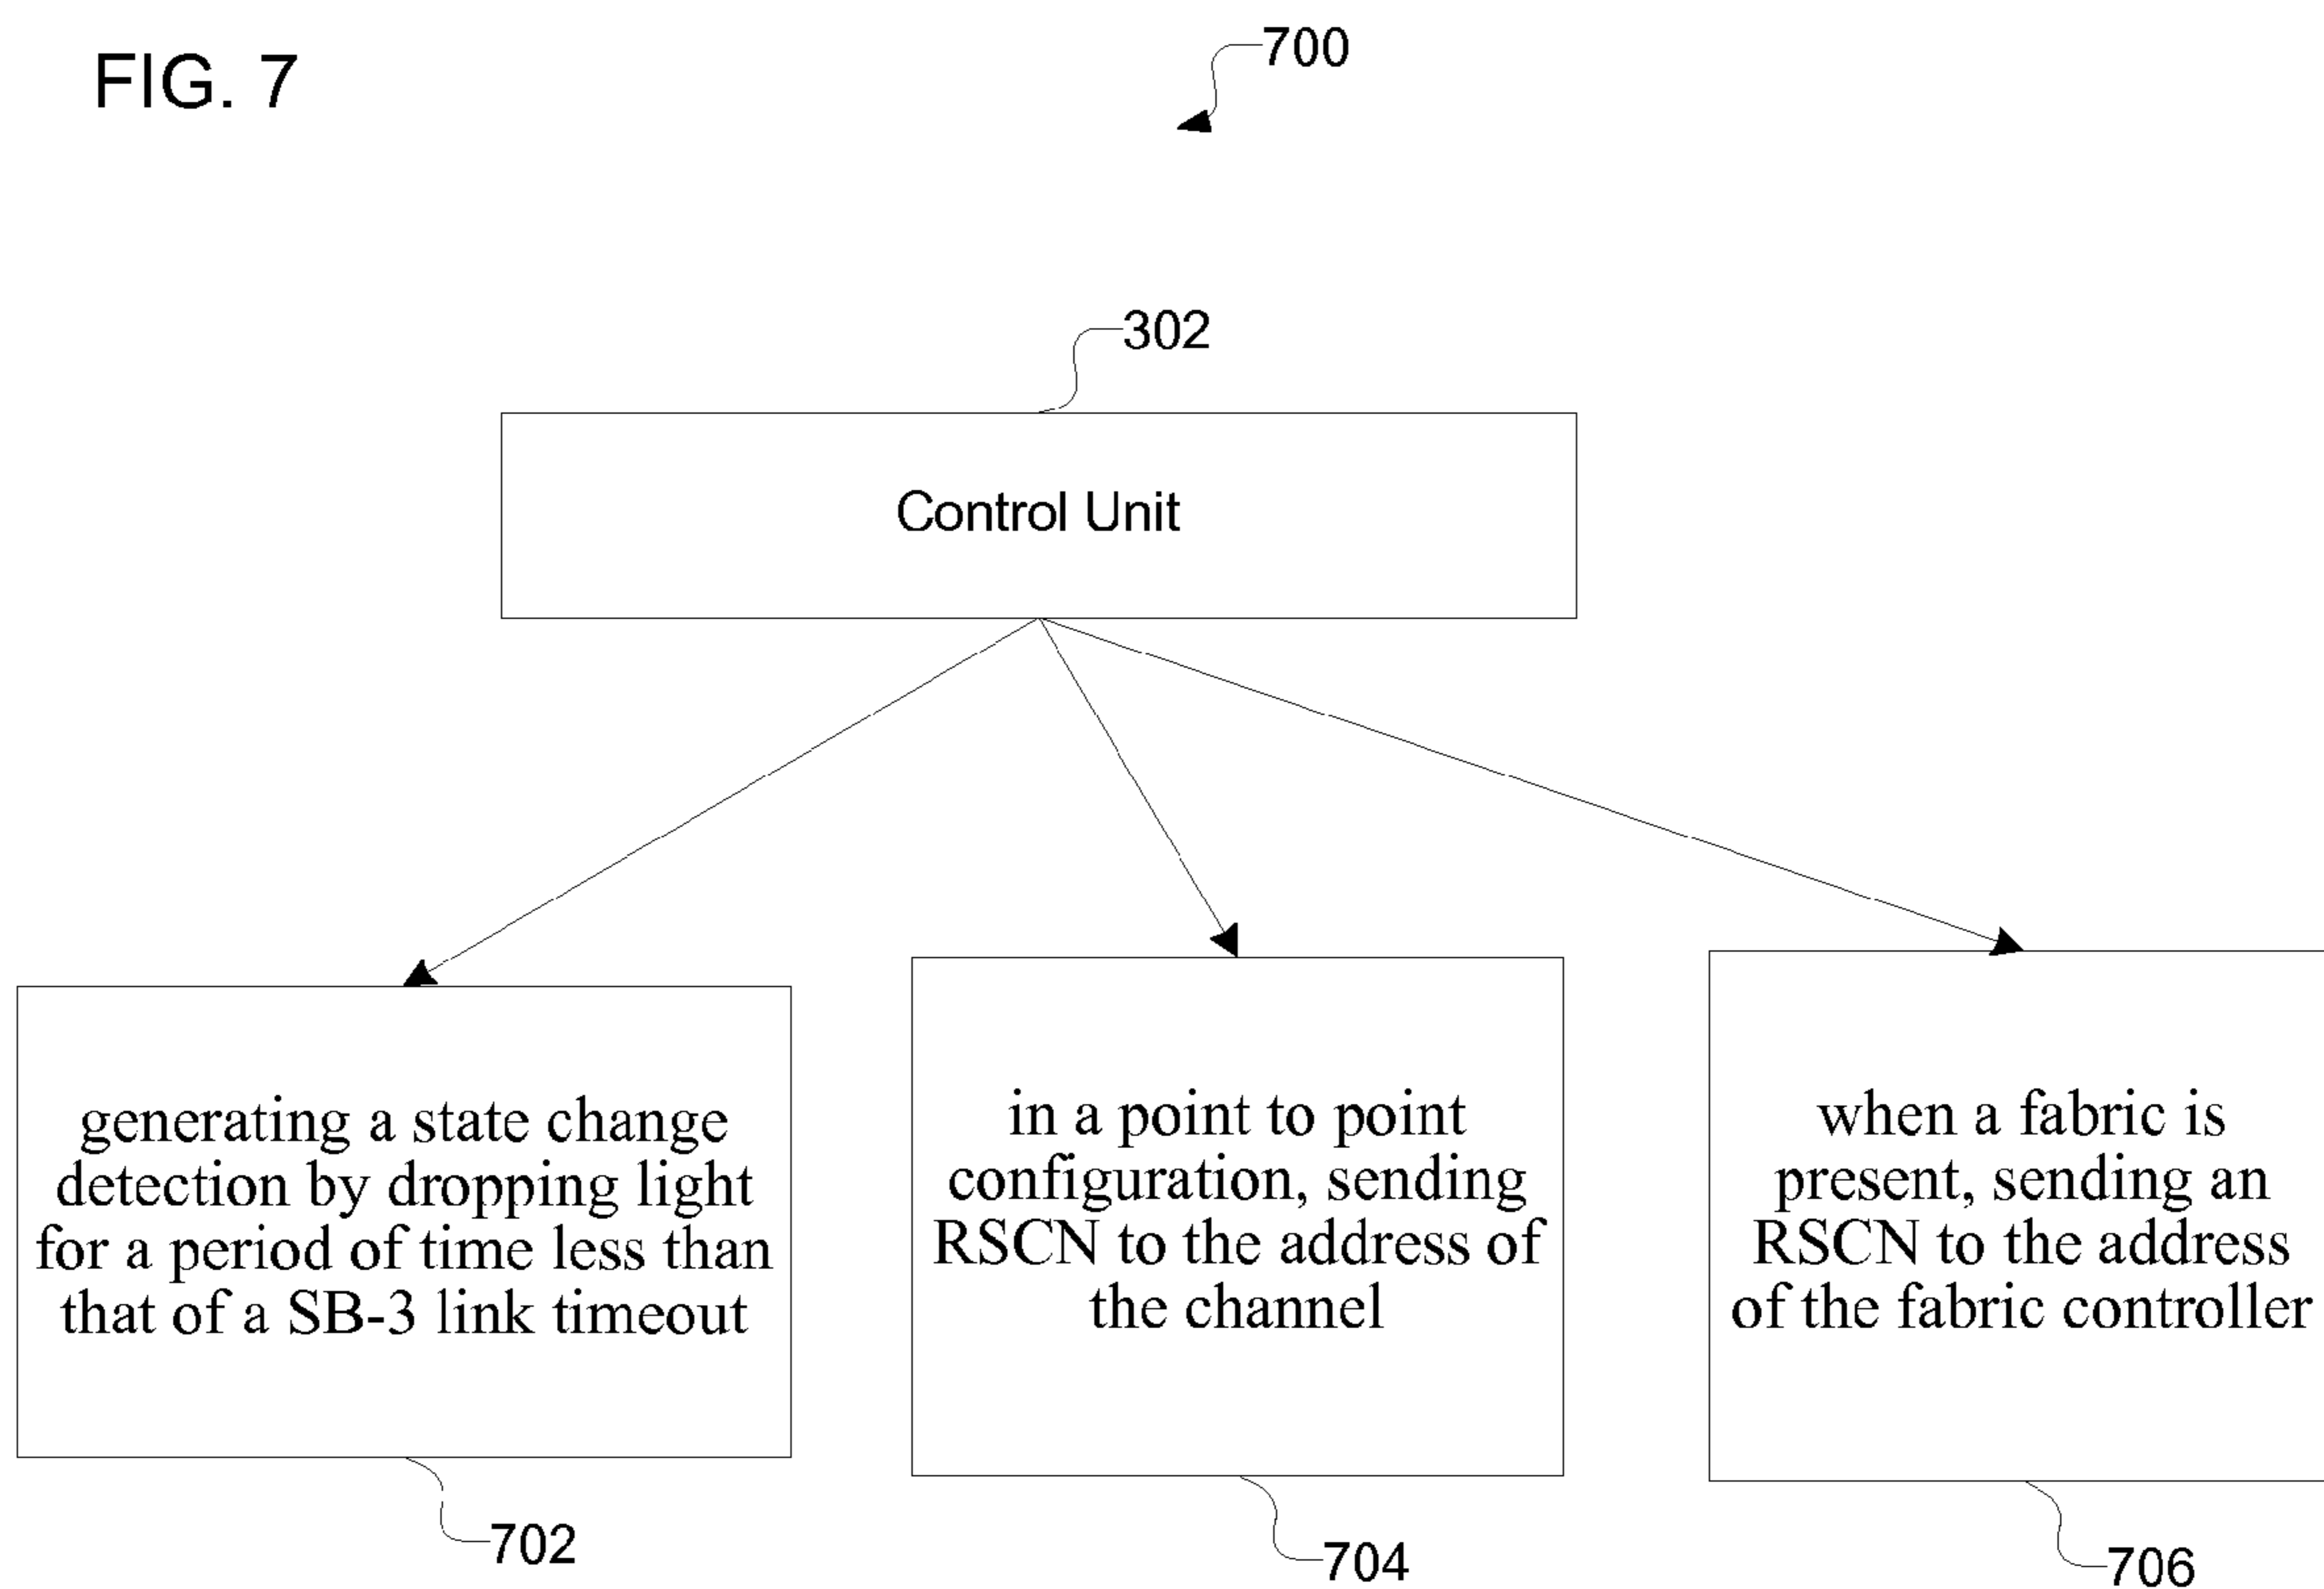 FIG. 7
700
302
Control Unit
generating a state change
detection by dropping light
for a period of time less than
that of a SB-3 link timeout
in a point to point
configuration, sending
RSCN to the address of
the channel
when a fabric is
present, sending an
RSCN to the address
of the fabric controller
702
704
706